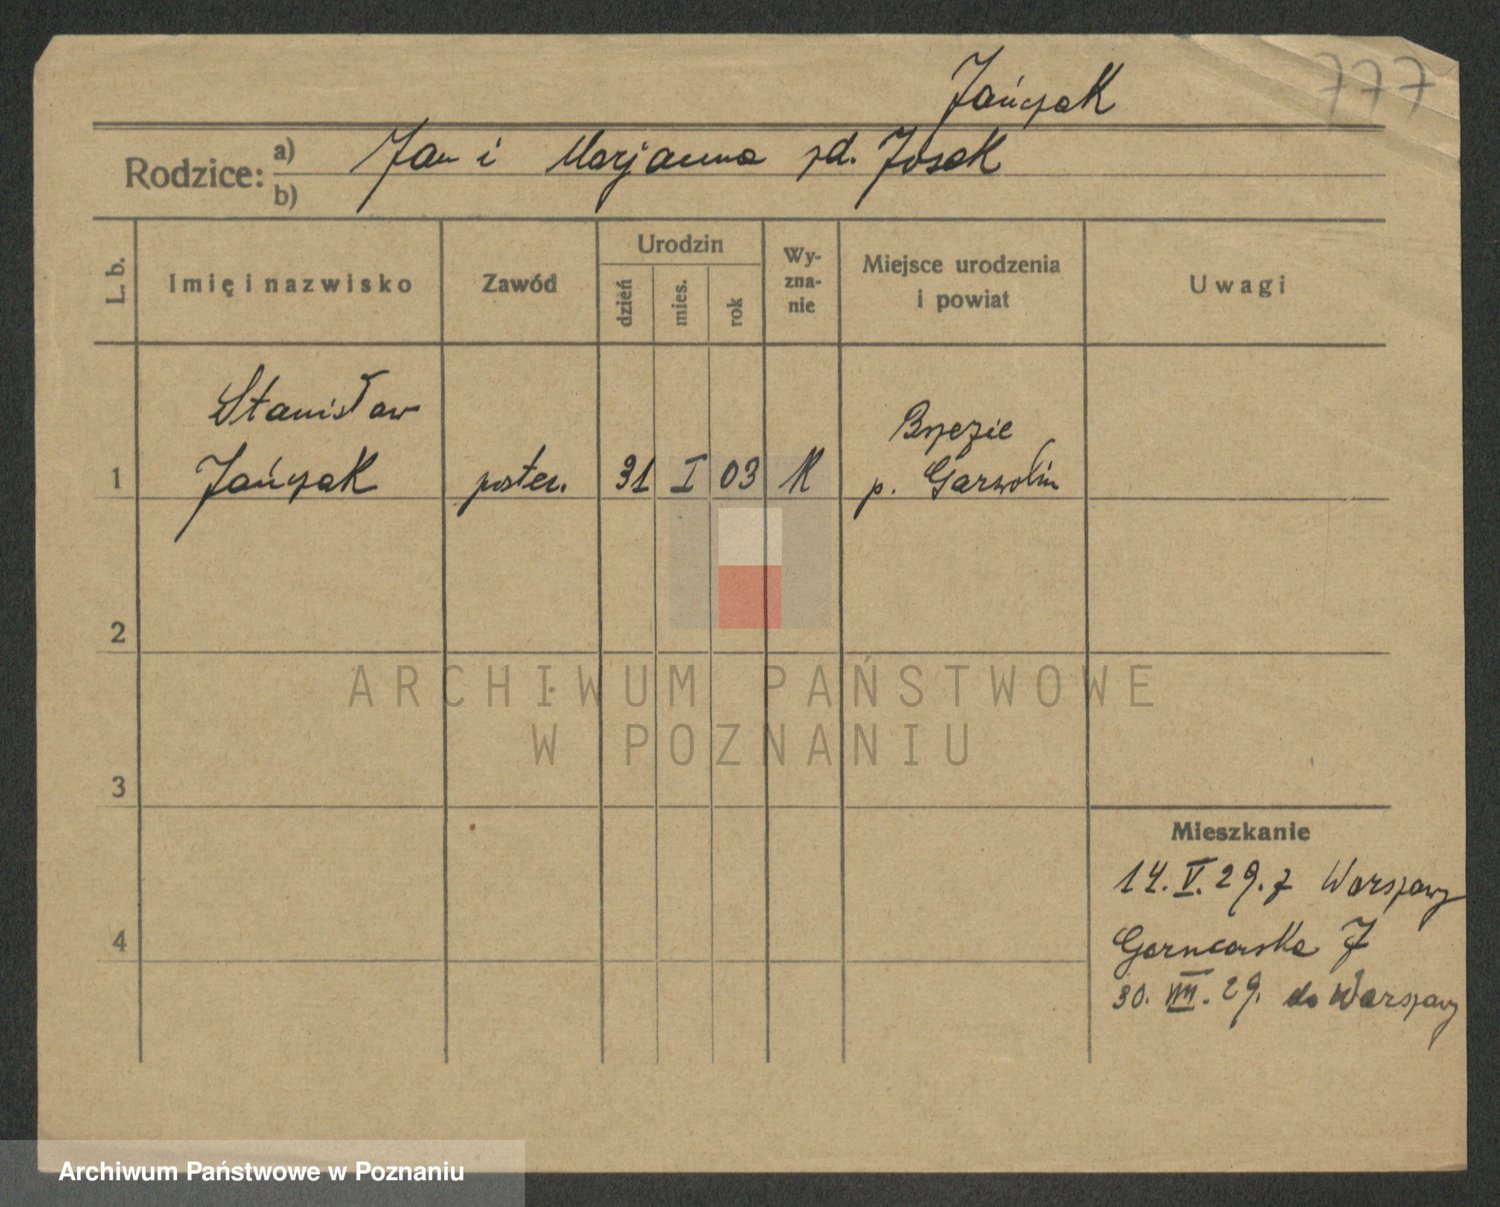 Jańczak
777
Rodzice: a) Jan i Marjanna zd. Josek
b)
L. b. Imię i nazwisko Zawód Urodzin dzień mies. rok Wy-zna-nie Miejsce urodzenia i powiat Uwagi
Stanisław Brzezie
1 Jańczak poster. 31 I 03 K p. Garwolin
2
ARCHIWUM PAŃSTWOWE
W POZNANIU
3
Mieszkanie
14. V. 29. z Warszawy
4 Garncarska 7
30. VIII. 29. do Warszawy
Archiwum Państwowe w Poznaniu